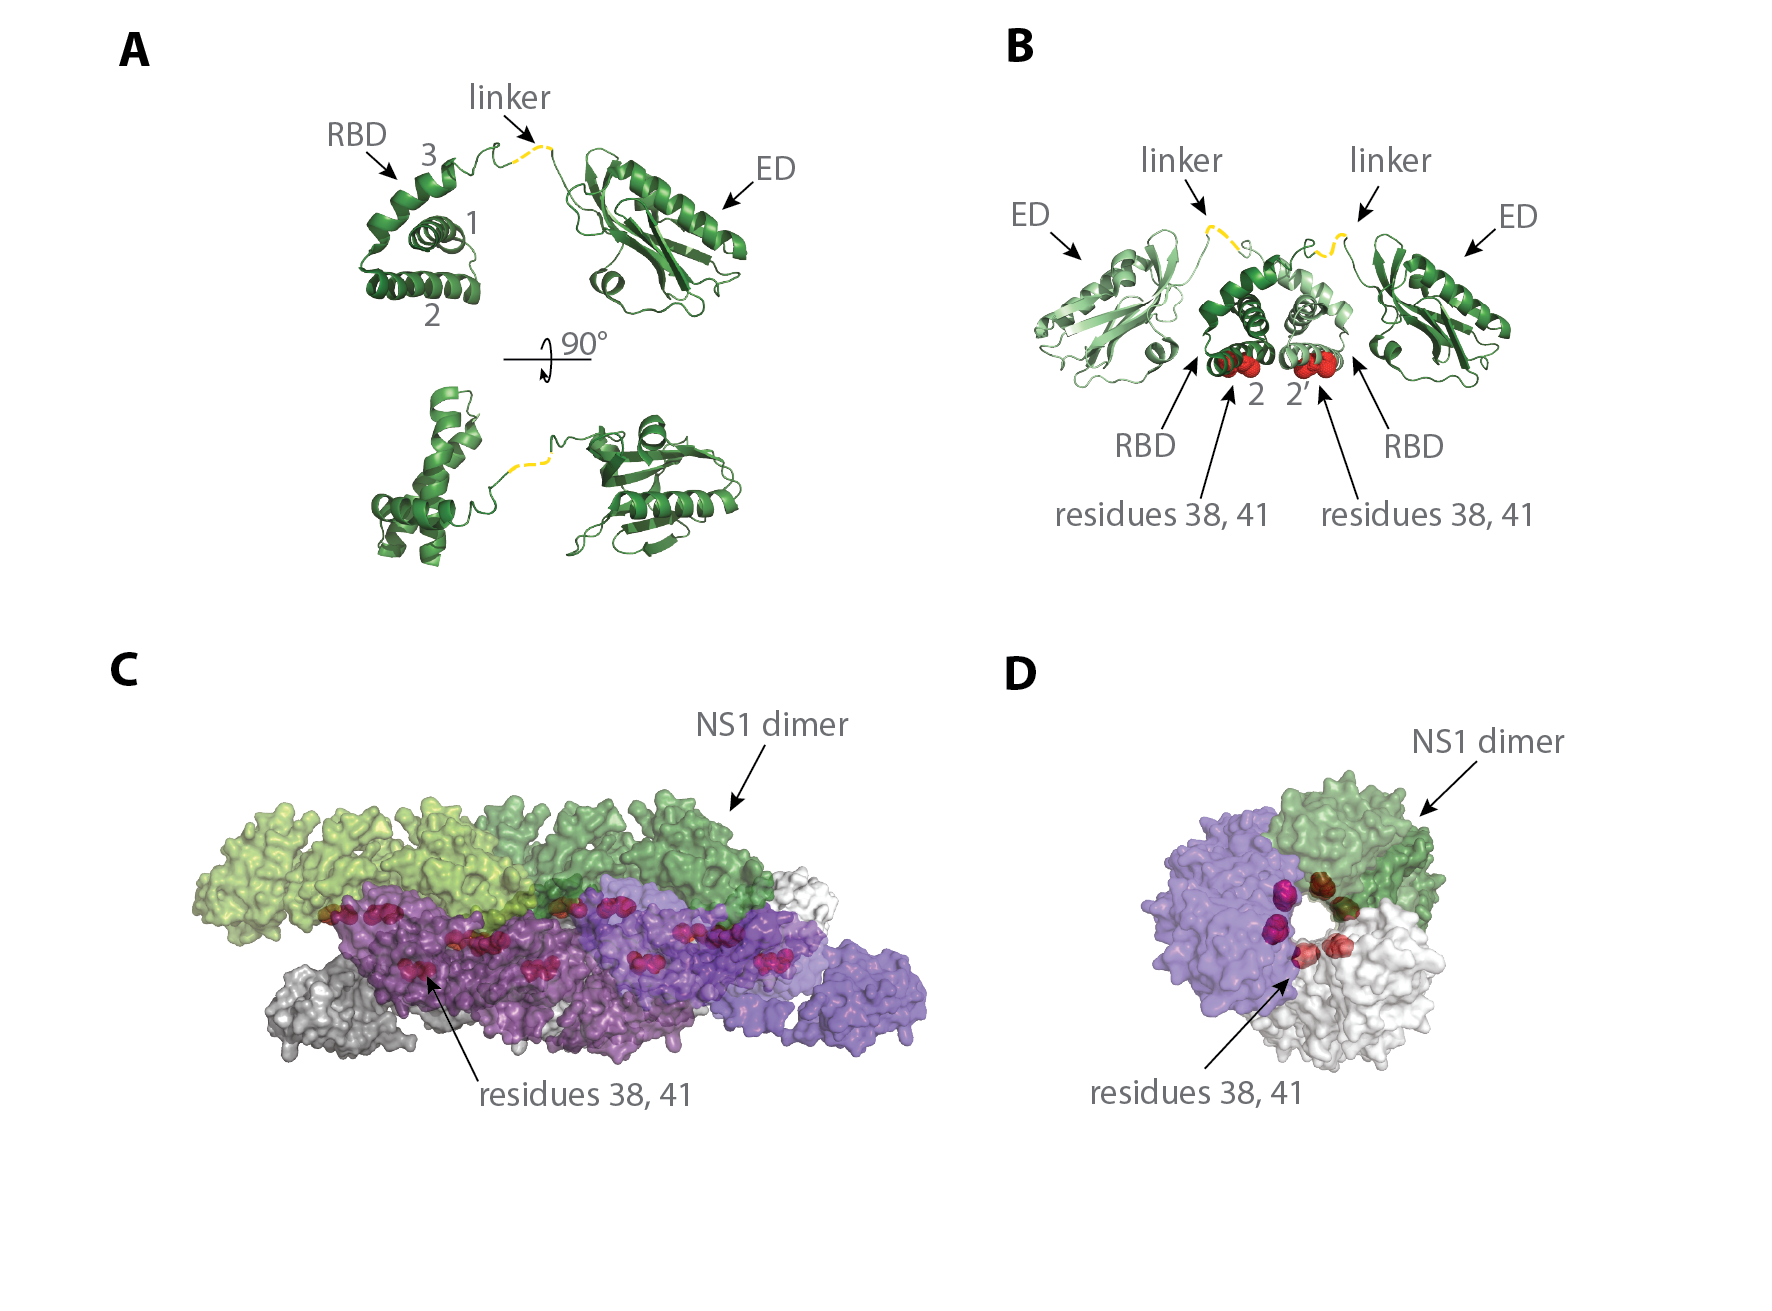 A
linker
RBD
3
ED
1
2
90°
B
linker
linker
ED
ED
2
2′
RBD
RBD
residues 38, 41
residues 38, 41
C
NS1 dimer
residues 38, 41
D
NS1 dimer
residues 38, 41